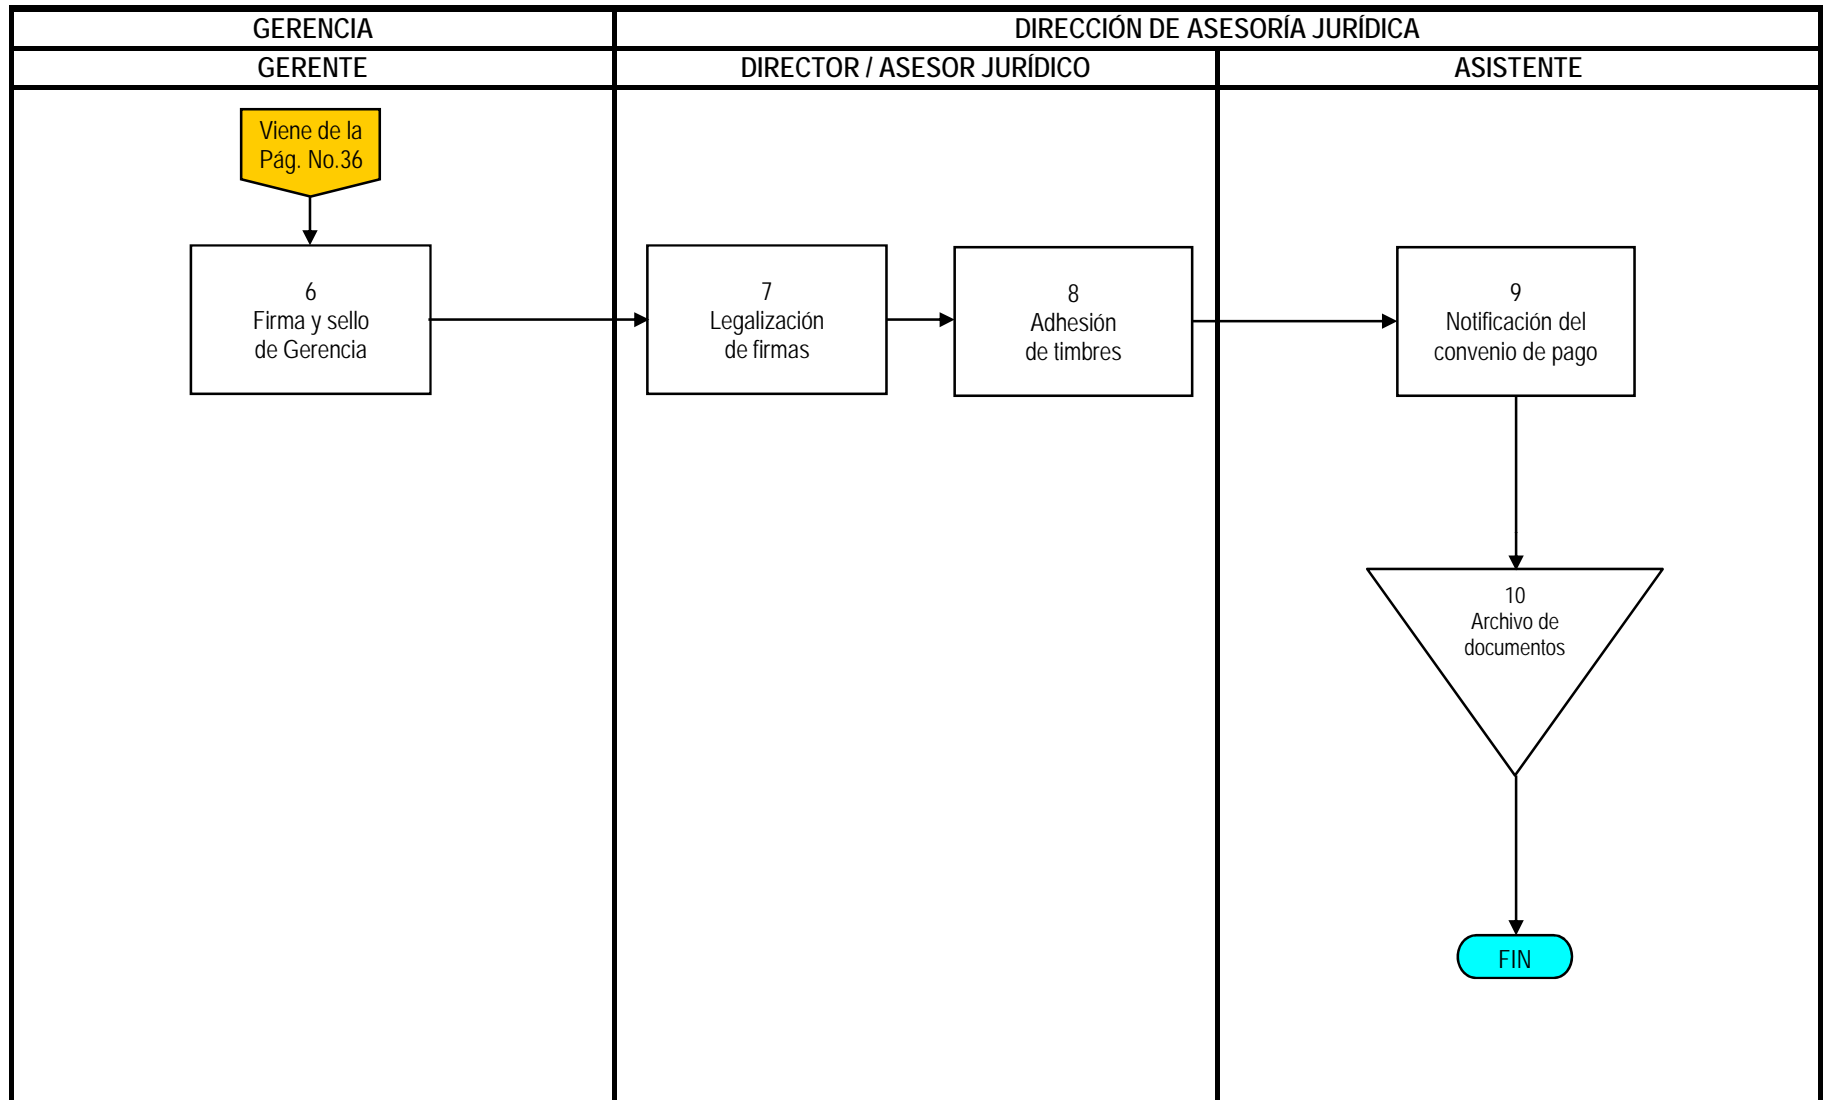 GERENCIA
DIRECCIÓN DE ASESORÍA JURÍDICA
GERENTE
DIRECTOR / ASESOR JURÍDICO
ASISTENTE
Viene de la
Pág. No.36
6
Firma y sello
de Gerencia
7
Legalización
de firmas
8
Adhesión
de timbres
9
Notificación del
convenio de pago
10
Archivo de
documentos
FIN